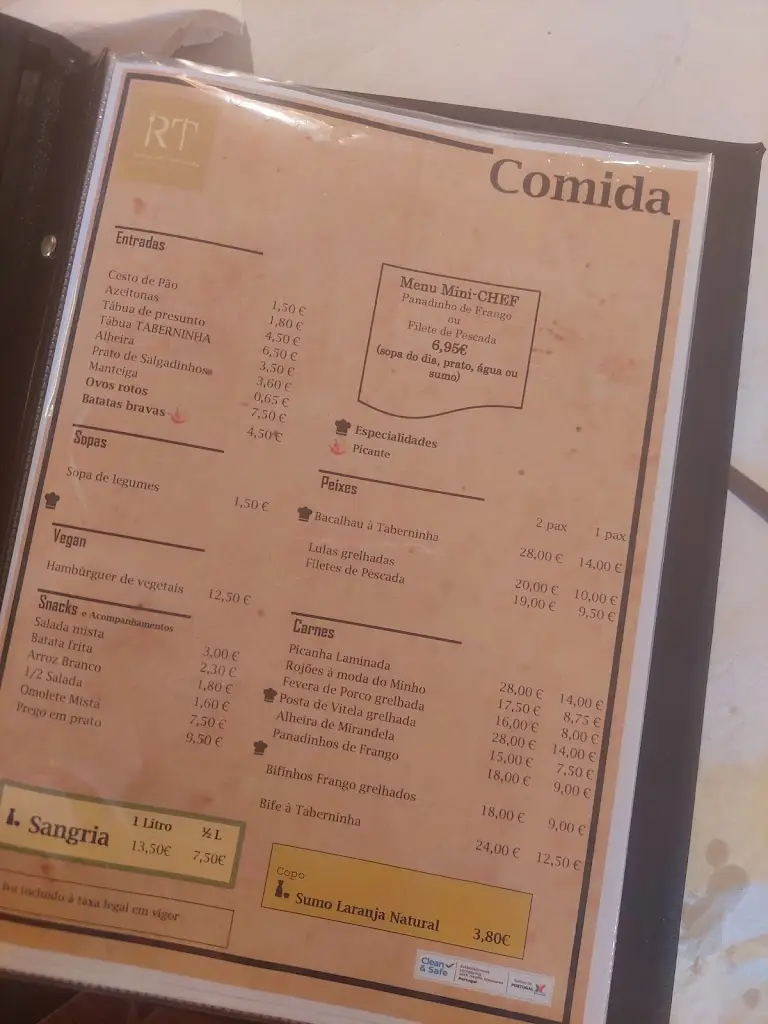 RT
Comida
Entradas
Cesto de Pão 1,50 €
Azeitonas 1,80 €
Tábua de presunto 4,50 €
Tábua TABERNINHA 6,50 €
Alheira 3,50 €
Prato de Salgadinhos 3,60 €
Manteiga 0,65 €
Ovos rotos 7,50 €
Batatas bravas 4,50 €
Sopas
Sopa de legumes 1,50 €
Vegan
Hambúrguer de vegetais 12,50 €
Snacks e Acompanhamentos
Salada mista 3,00 €
Batata frita 2,30 €
Arroz Branco 1,80 €
1/2 Salada 1,60 €
Omolete Mista 7,50 €
Prego em prato 9,50 €
Sangria
1 Litro ½ L
13,50€ 7,50€
iva incluído à taxa legal em vigor
Menu Mini-CHEF
Panadinho de Frango
ou
Filete de Pescada
6,95€
(sopa do dia, prato, água ou
sumo)
Especialidades
Picante
Peixes
2 pax 1 pax
Bacalhau à Taberninha 28,00 € 14,00 €
Lulas grelhadas 20,00 € 10,00 €
Filetes de Pescada 19,00 € 9,50 €
Carnes
Picanha Laminada 28,00 € 14,00 €
Rojões à moda do Minho 17,50 € 8,75 €
Fevera de Porco grelhada 16,00 € 8,00 €
Posta de Vitela grelhada 28,00 € 14,00 €
Alheira de Mirandela 15,00 € 7,50 €
Panadinhos de Frango 18,00 € 9,00 €
Bifinhos Frango grelhados 18,00 € 9,00 €
Bife à Taberninha 24,00 € 12,50 €
Copo
Sumo Laranja Natural 3,80€
Clean
& Safe
Portugal
PORTUGAL